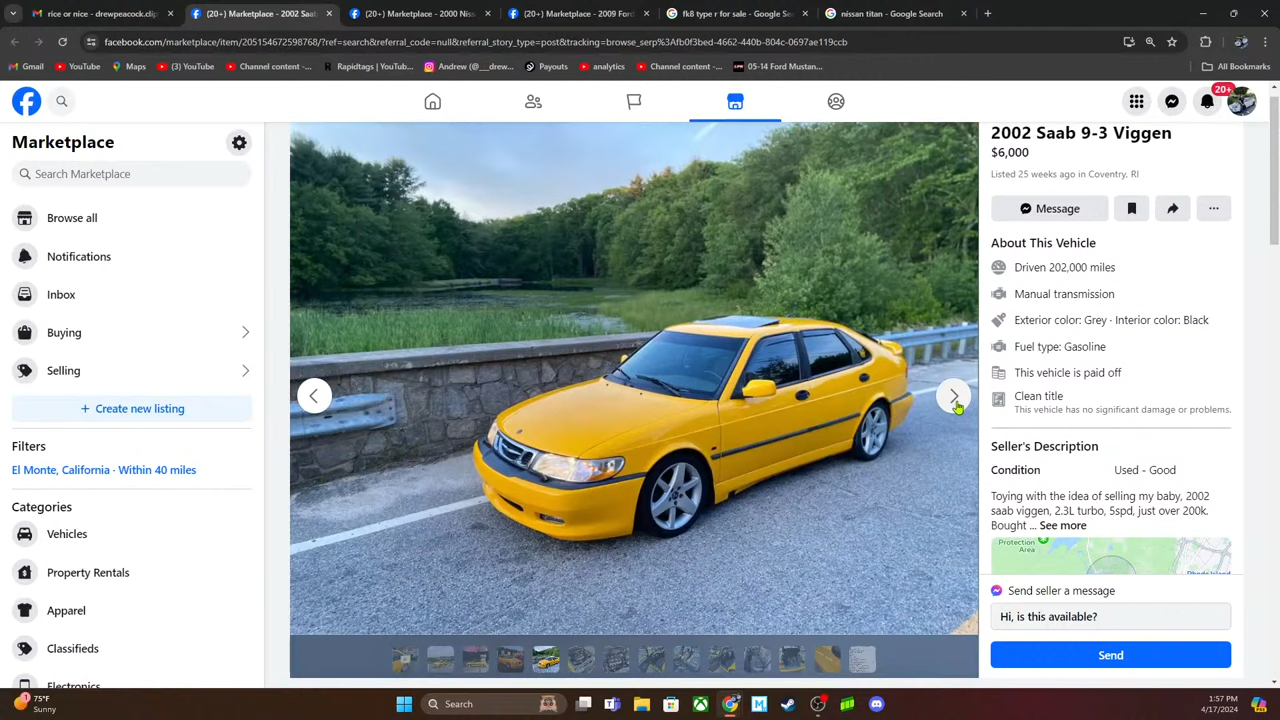 rice or nice - drewpeacock.clip
(20+) Marketplace - 2002 Saab
(20+) Marketplace - 2000 Niss
(20+) Marketplace - 2009 Ford
fk8 type r for sale - Google Sea
nissan titan - Google Search
facebook.com/marketplace/item/205154672598768/?ref=search&referral_code=null&referral_story_type=post&tracking=browse_serp%3Afb0f3bed-4662-440b-804c-0697ae119ccb
Gmail
YouTube
Maps
(3) YouTube
Channel content -...
Rapidtags | YouTub...
Andrew (@___drew...
Payouts
analytics
Channel content -...
05-14 Ford Mustan...
All Bookmarks
20+
Marketplace
Search Marketplace
Browse all
Notifications
Inbox
Buying
Selling
+ Create new listing
Filters
El Monte, California · Within 40 miles
Categories
Vehicles
Property Rentals
Apparel
Classifieds
Electronics
2002 Saab 9-3 Viggen
$6,000
Listed 25 weeks ago in Coventry, RI
Message
About This Vehicle
Driven 202,000 miles
Manual transmission
Exterior color: Grey · Interior color: Black
Fuel type: Gasoline
This vehicle is paid off
Clean title
This vehicle has no significant damage or problems.
Seller's Description
Condition Used - Good
Toying with the idea of selling my baby, 2002
saab viggen, 2.3L turbo, 5spd, just over 200k.
Bought ... See more
Protection
Area
Rhode Island
Send seller a message
Hi, is this available?
Send
1
75°F
Sunny
Search
1:57 PM
4/17/2024